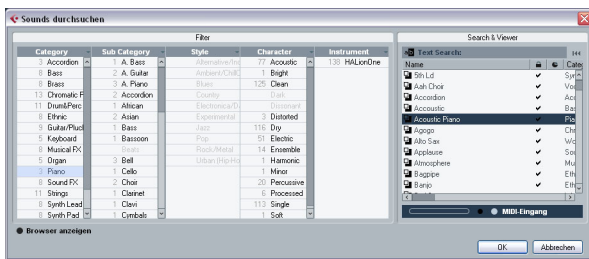 Sounds durchsuchen
Filter
Search & Viewer
Category Sub Category Style Character Instrument
3 Accordion 1 A. Bass Alternative/Ind 77 Acoustic 138 HALionOne
8 Bass 2 A. Guitar Ambient/Chill 1 Bright
8 Brass 3 A. Piano Blues 125 Clean
13 Chromatic F 2 Accordion Country Dark
11 Drum&Perc 1 African Electronica/D Dissonant
8 Ethnic 2 Asian Experimental 3 Distorted
9 Guitar/Pluck 1 Bass Jazz 116 Dry
5 Keyboard 1 Bassoon Pop 51 Electric
8 Musical FX Beats Rock/Metal 14 Ensemble
5 Organ 3 Bell Urban (Hip-Ho 1 Harmonic
3 Piano 1 Cello 1 Minor
8 Sound FX 2 Choir 20 Percussive
11 Strings 1 Clarinet 6 Processed
8 Synth Lead 1 Clavi 113 Single
8 Synth Pad 1 Cymbals 1 Soft
Text Search:
Name Categ
5th Ld Syn
Aah Choir Vo
Accordion Acc
Accoustic Bas
Acoustic Piano Pia
Agogo Chr
Alto Sax Wo
Applause Sou
Atmosphere Mu
Bagpipe Eth
Banjo Eth
MIDI-Eingang
Browser anzeigen
OK Abbrechen